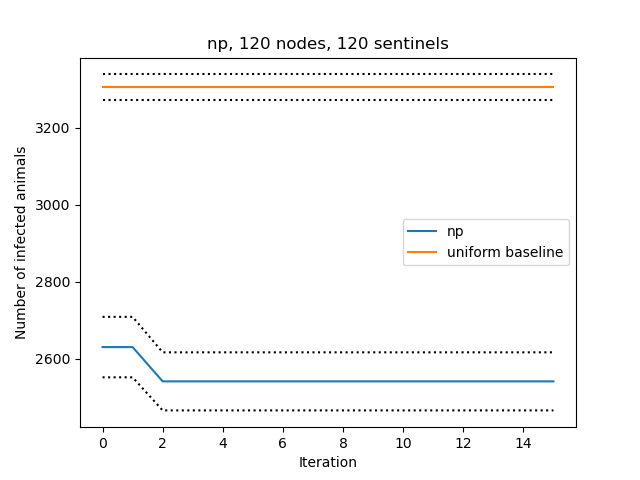 np, 120 nodes, 120 sentinels
3200
3000
2800
2600
Number of infected animals
np
uniform baseline
0 2 4 6 8 10 12 14
Iteration